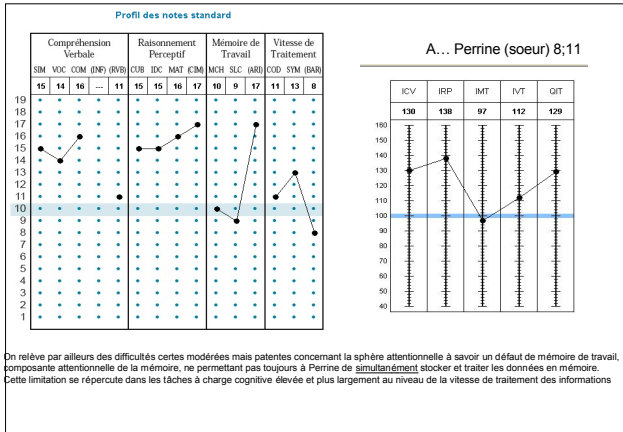 Profil des notes standard
Compréhension Verbale
Raisonnement Perceptif
Mémoire de Travail
Vitesse de Traitement
SIM VOC COM (INF) (RVB) CUB IDC MAT (CIM) MCH SLC (ARI) COD SYM (BAR)
15 14 16 --- 11 15 15 16 17 10 9 17 11 13 8
19
18
17
16
15
14
13
12
11
10
9
8
7
6
5
4
3
2
1
A… Perrine (soeur) 8;11
ICV IRP IMT IVT QIT
130 138 97 112 129
160
150
140
130
120
110
100
90
80
70
60
50
40
On relève par ailleurs des difficultés certes modérées mais patentes concernant la sphère attentionnelle à savoir un défaut de mémoire de travail,
composante attentionnelle de la mémoire, ne permettant pas toujours à Perrine de simultanément stocker et traiter les données en mémoire.
Cette limitation se répercute dans les tâches à charge cognitive élevée et plus largement au niveau de la vitesse de traitement des informations